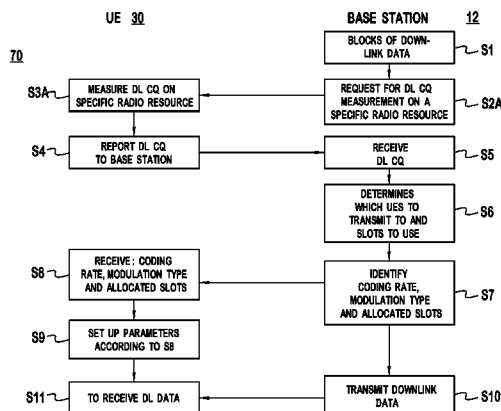 UE 30
BASE STATION 12
70
BLOCKS OF DOWN-
LINK DATA
S1
S3A
MEASURE DL CQ ON
SPECIFIC RADIO RESOURCE
REQUEST FOR DL CQ
MEASUREMENT ON A
SPECIFIC RADIO RESOURCE
S2A
S4
REPORT DL CQ
TO BASE STATION
RECEIVE
DL CQ
S5
DETERMINES
WHICH UES TO
TRANSMIT TO AND
SLOTS TO USE
S6
S8
RECEIVE: CODING
RATE, MODULATION TYPE
AND ALLOCATED SLOTS
IDENTIFY
CODING RATE,
MODULATION TYPE
AND ALLOCATED SLOTS
S7
S9
SET UP PARAMETERS
ACCORDING TO S8
S11
TO RECEIVE DL DATA
TRANSMIT DOWNLINK
DATA
S10